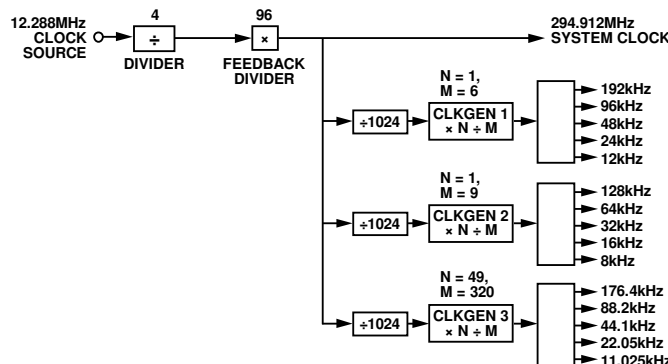 12.288MHz
CLOCK
SOURCE
4
÷
DIVIDER
96
×
FEEDBACK
DIVIDER
294.912MHz
SYSTEM CLOCK
N = 1,
M = 6
÷1024
CLKGEN 1
× N ÷ M
192kHz
96kHz
48kHz
24kHz
12kHz
N = 1,
M = 9
÷1024
CLKGEN 2
× N ÷ M
128kHz
64kHz
32kHz
16kHz
8kHz
N = 49,
M = 320
÷1024
CLKGEN 3
× N ÷ M
176.4kHz
88.2kHz
44.1kHz
22.05kHz
11.025kHz